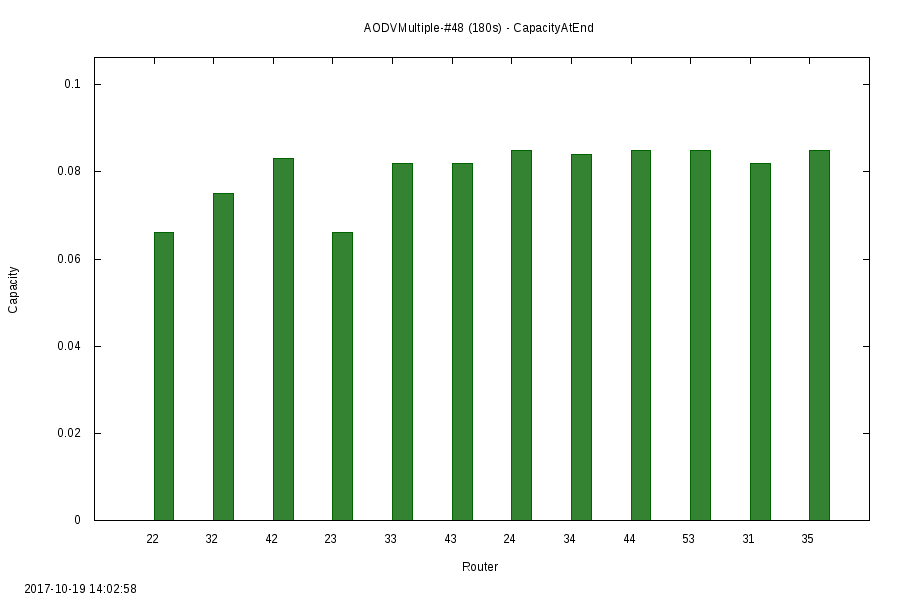 AODVMultiple-#48 (180s) - CapacityAtEnd
0.1
0.08
0.06
0.04
0.02
0
Capacity
22 32 42 23 33 43 24 34 44 53 31 35
Router
2017-10-19 14:02:58